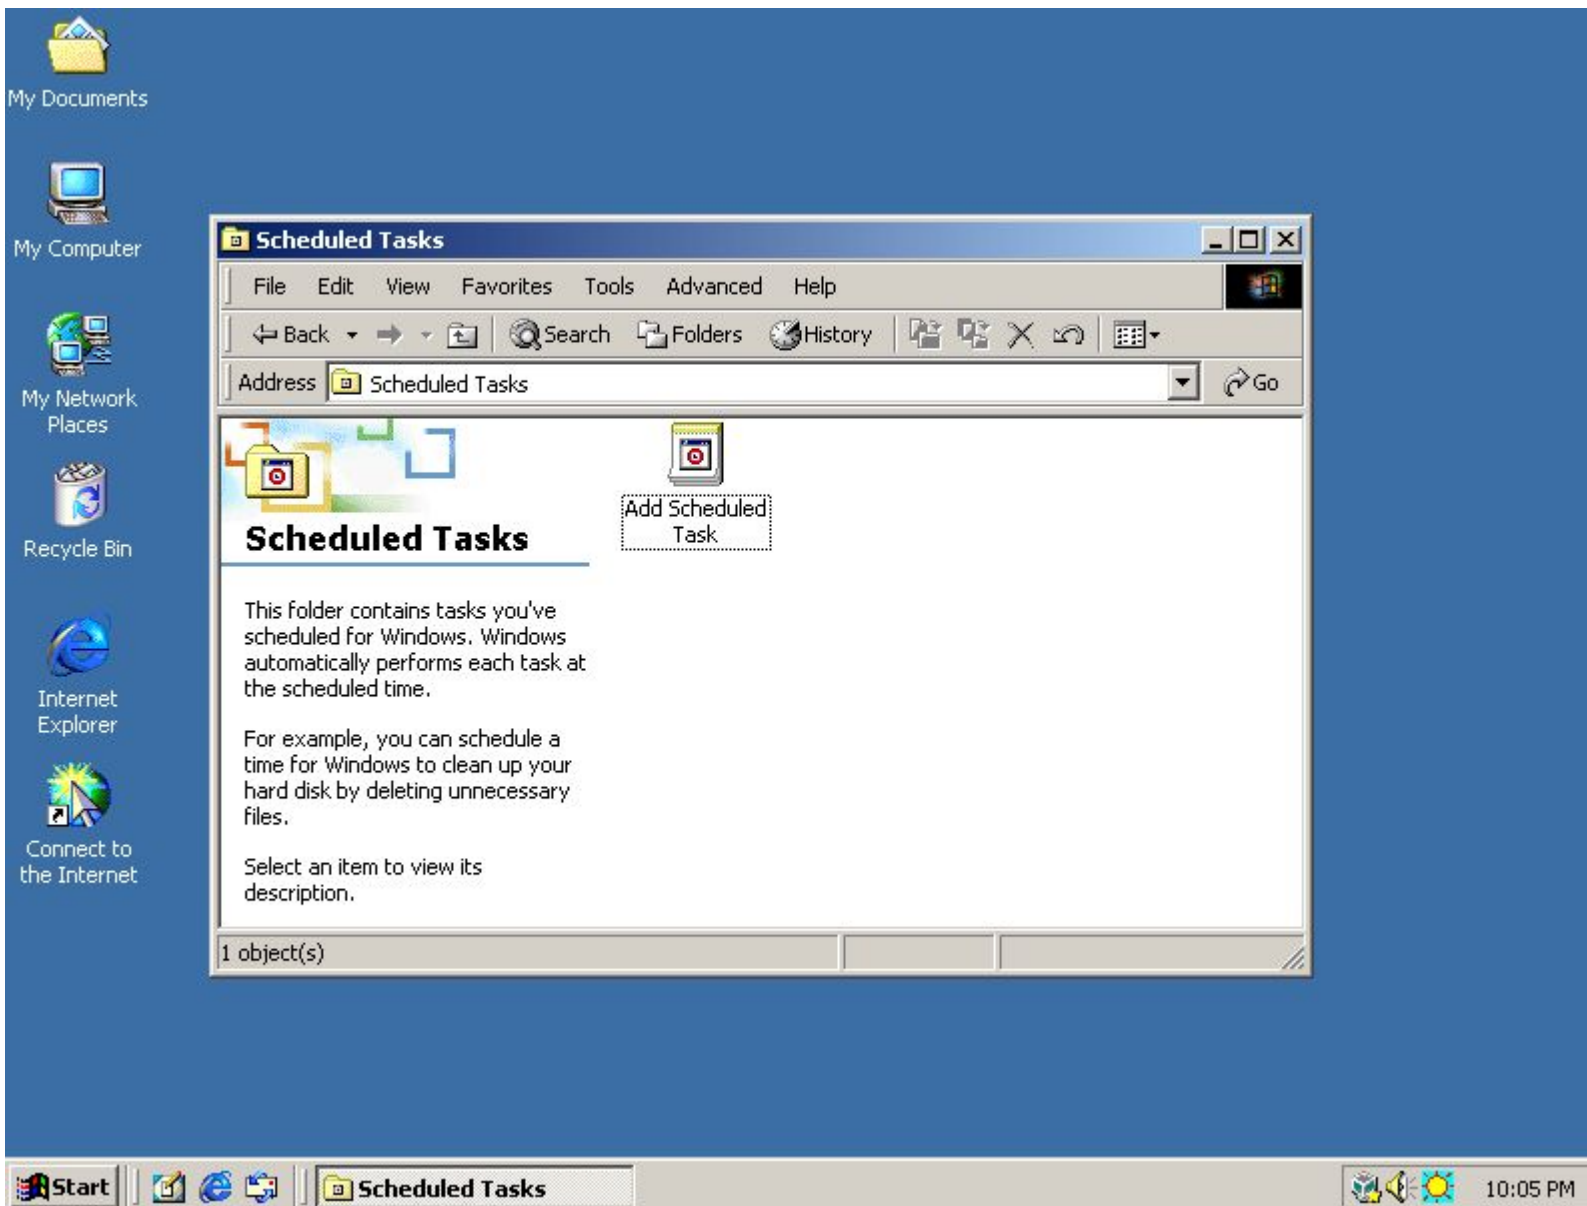 My Documents
My Computer
My Network
Places
Recycle Bin
Internet
Explorer
Connect to
the Internet
Scheduled Tasks
File Edit View Favorites Tools Advanced Help
Back Search Folders History
Address Scheduled Tasks Go
Scheduled Tasks
This folder contains tasks you've
scheduled for Windows. Windows
automatically performs each task at
the scheduled time.
For example, you can schedule a
time for Windows to clean up your
hard disk by deleting unnecessary
files.
Select an item to view its
description.
Add Scheduled
Task
1 object(s)
Start Scheduled Tasks 10:05 PM